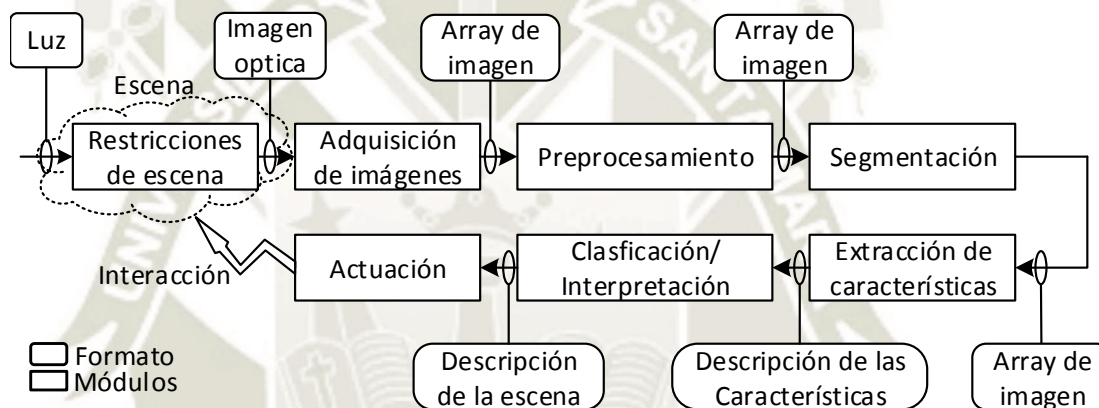 Luz
Imagen
optica
Array de
imagen
Array de
imagen
Escena
Restricciones
de escena
Adquisición
de imágenes
Preprocesamiento
Segmentación
Interacción
Actuación
Clasficación/
Interpretación
Extracción de
características
Formato
Módulos
Descripción
de la escena
Descripción de las
Características
Array de
imagen